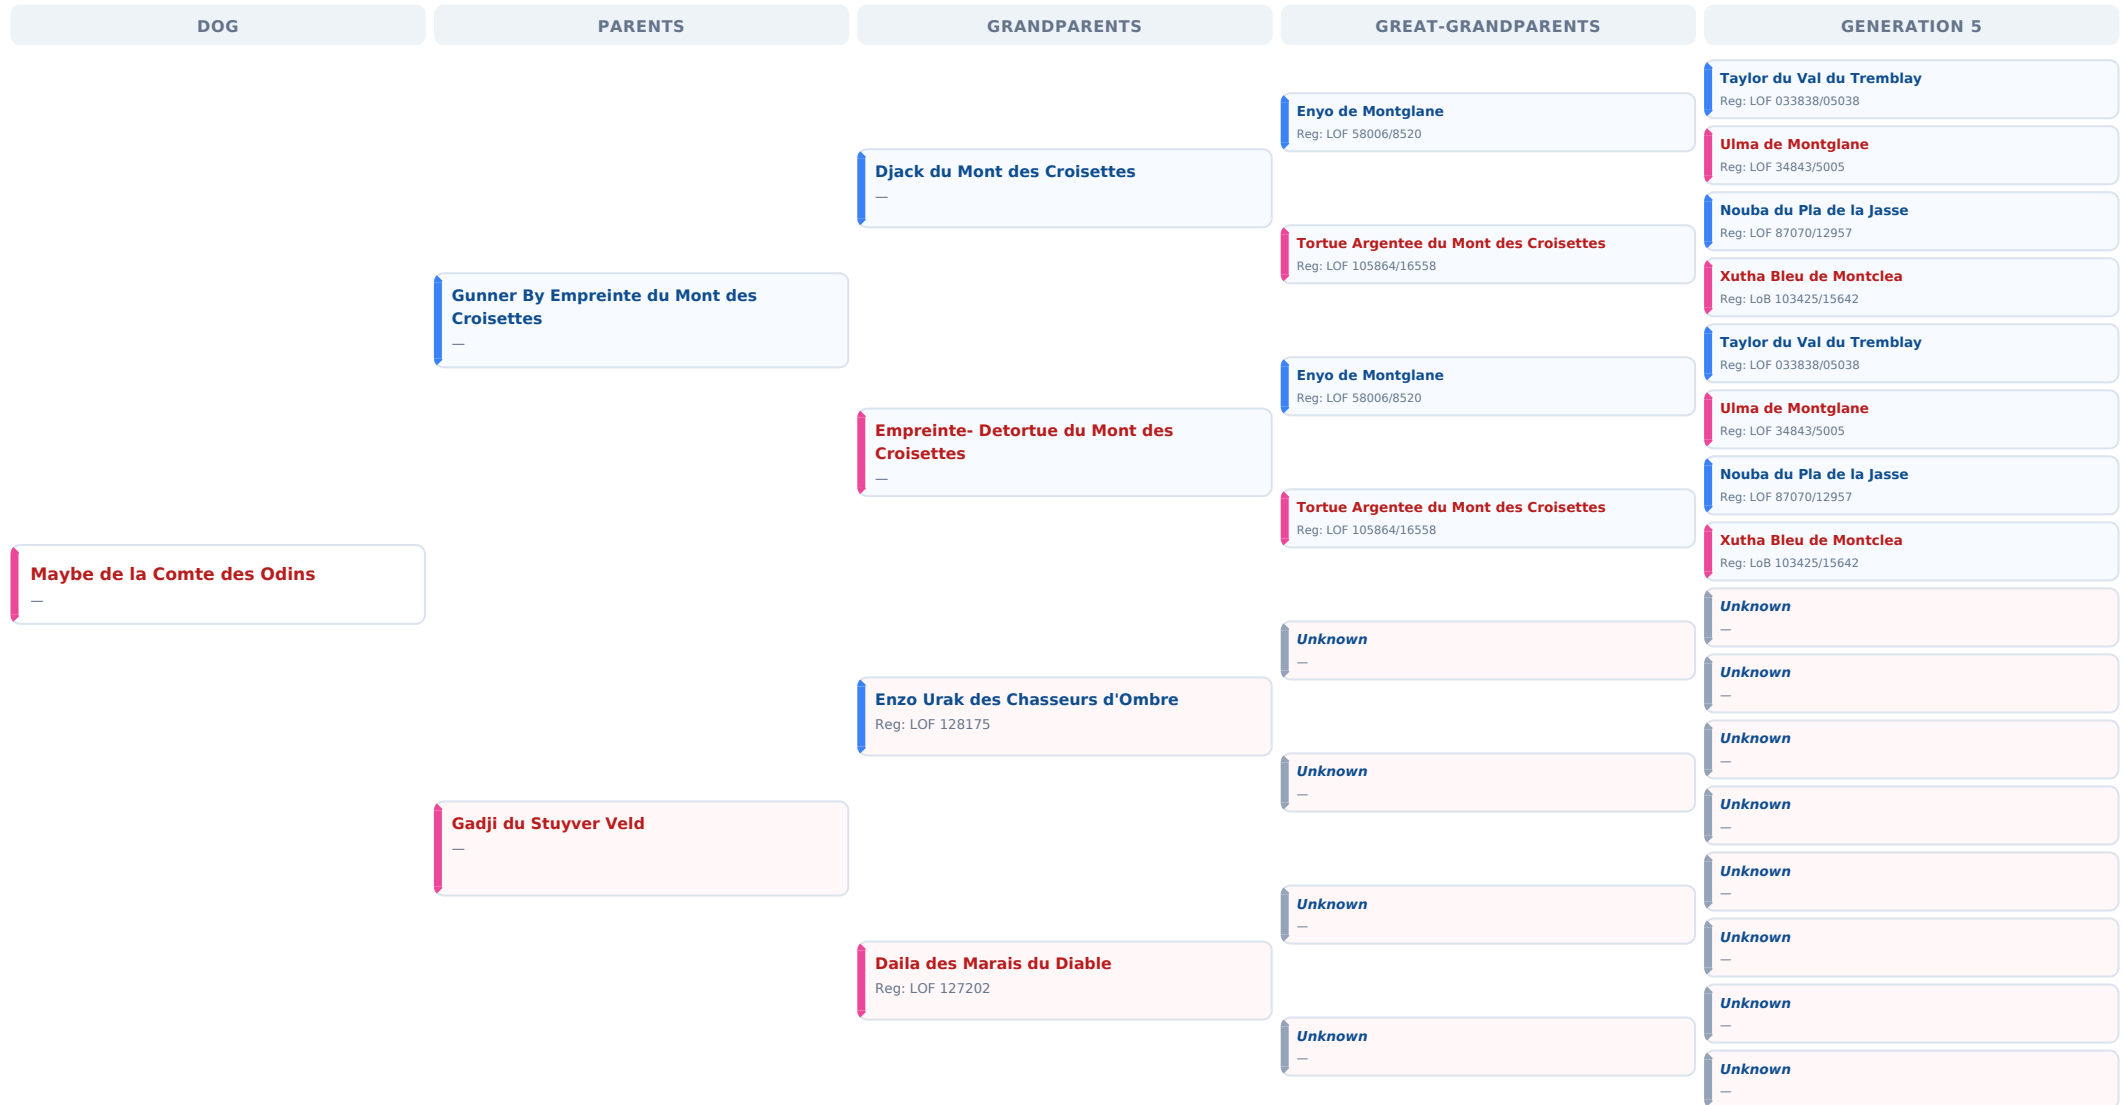 DOG
PARENTS
GRANDPARENTS
GREAT-GRANDPARENTS
GENERATION 5
Maybe de la Comte des Odins
—
Gunner By Empreinte du Mont des
Croisettes
—
Gadji du Stuyver Veld
—
Djack du Mont des Croisettes
—
Empreinte- Detortue du Mont des
Croisettes
—
Enzo Urak des Chasseurs d'Ombre
Reg: LOF 128175
Daila des Marais du Diable
Reg: LOF 127202
Enyo de Montglane
Reg: LOF 58006/8520
Tortue Argentee du Mont des Croisettes
Reg: LOF 105864/16558
Enyo de Montglane
Reg: LOF 58006/8520
Tortue Argentee du Mont des Croisettes
Reg: LOF 105864/16558
Unknown
—
Unknown
—
Unknown
—
Unknown
—
Taylor du Val du Tremblay
Reg: LOF 033838/05038
Ulma de Montglane
Reg: LOF 34843/5005
Nouba du Pla de la Jasse
Reg: LOF 87070/12957
Xutha Bleu de Montclea
Reg: LoB 103425/15642
Taylor du Val du Tremblay
Reg: LOF 033838/05038
Ulma de Montglane
Reg: LOF 34843/5005
Nouba du Pla de la Jasse
Reg: LOF 87070/12957
Xutha Bleu de Montclea
Reg: LoB 103425/15642
Unknown
—
Unknown
—
Unknown
—
Unknown
—
Unknown
—
Unknown
—
Unknown
—
Unknown
—